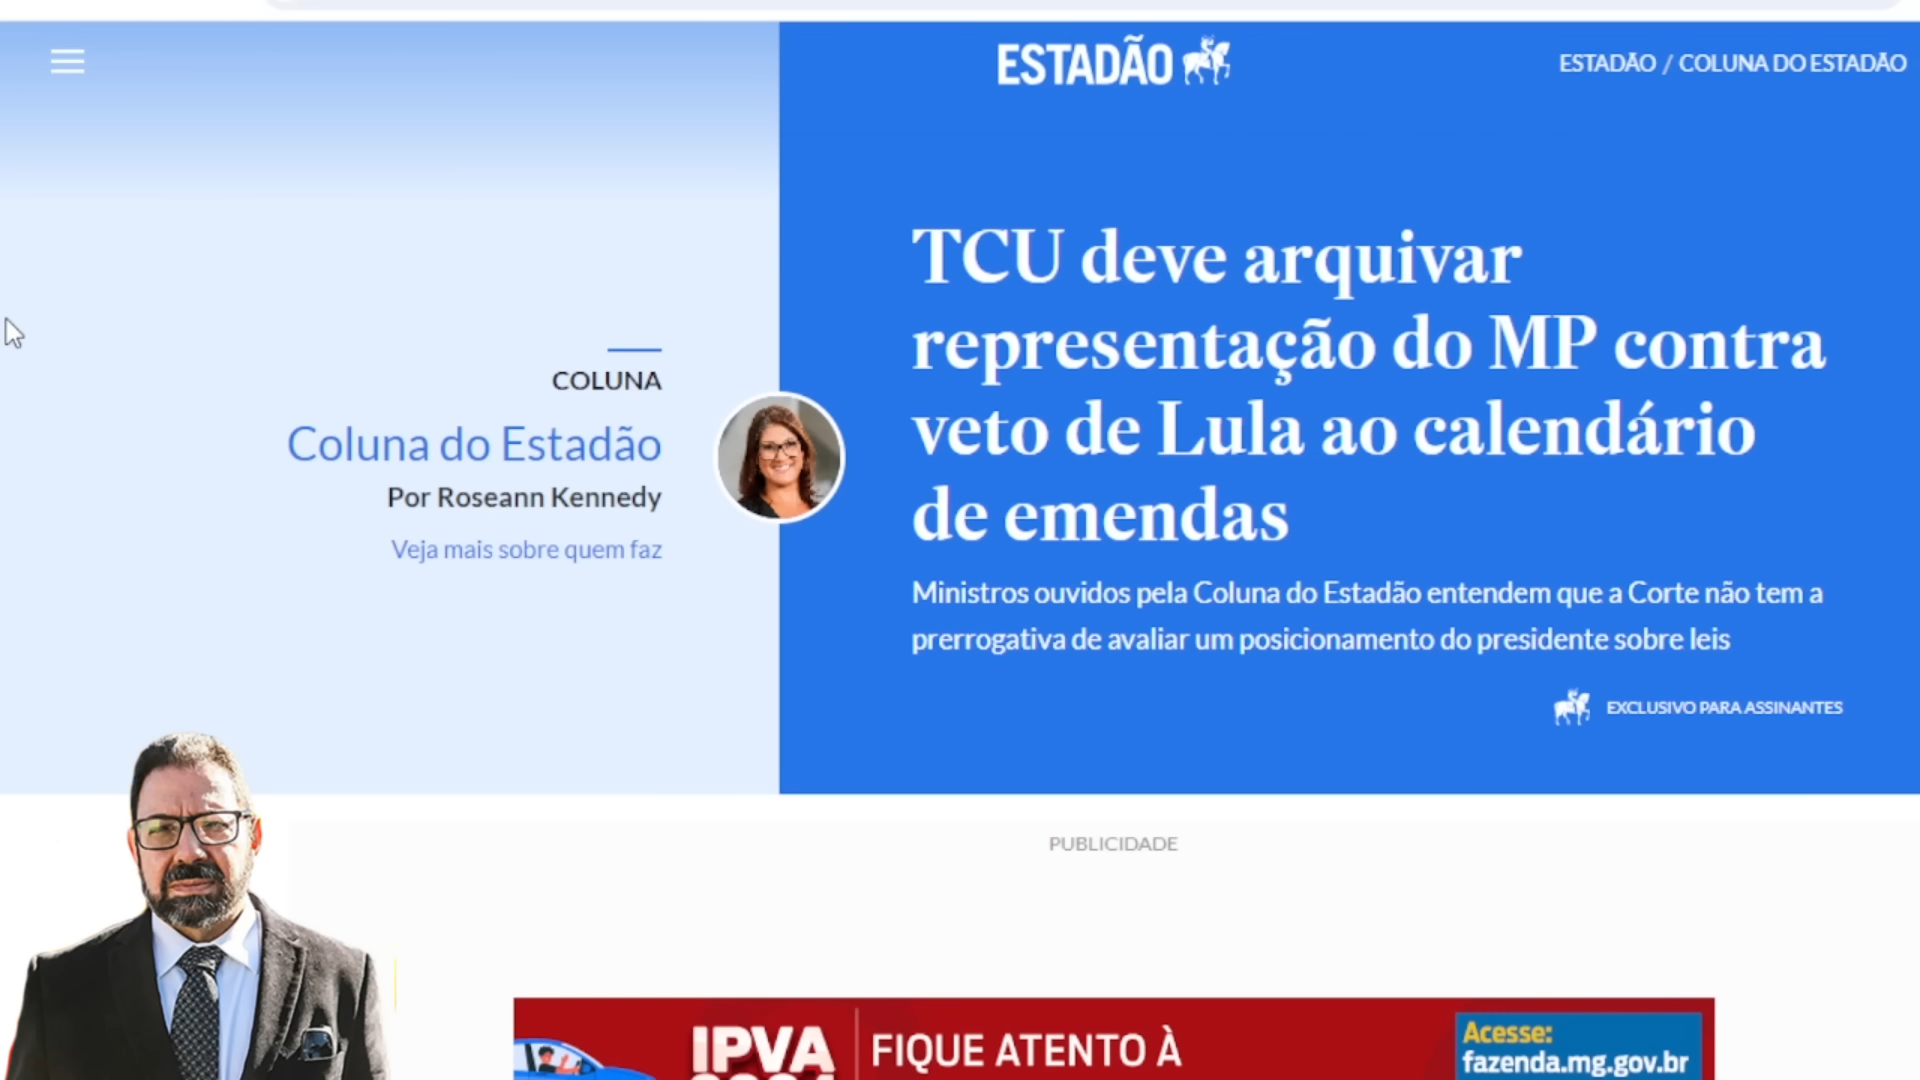 ESTADÃO
ESTADÃO / COLUNA DO ESTADÃO
COLUNA
Coluna do Estadão
Por Roseann Kennedy
Veja mais sobre quem faz
TCU deve arquivar
representação do MP contra
veto de Lula ao calendário
de emendas
Ministros ouvidos pela Coluna do Estadão entendem que a Corte não tem a
prerrogativa de avaliar um posicionamento do presidente sobre leis
EXCLUSIVO PARA ASSINANTES
PUBLICIDADE
IPVA
FIQUE ATENTO À
Acesse:
fazenda.mg.gov.br